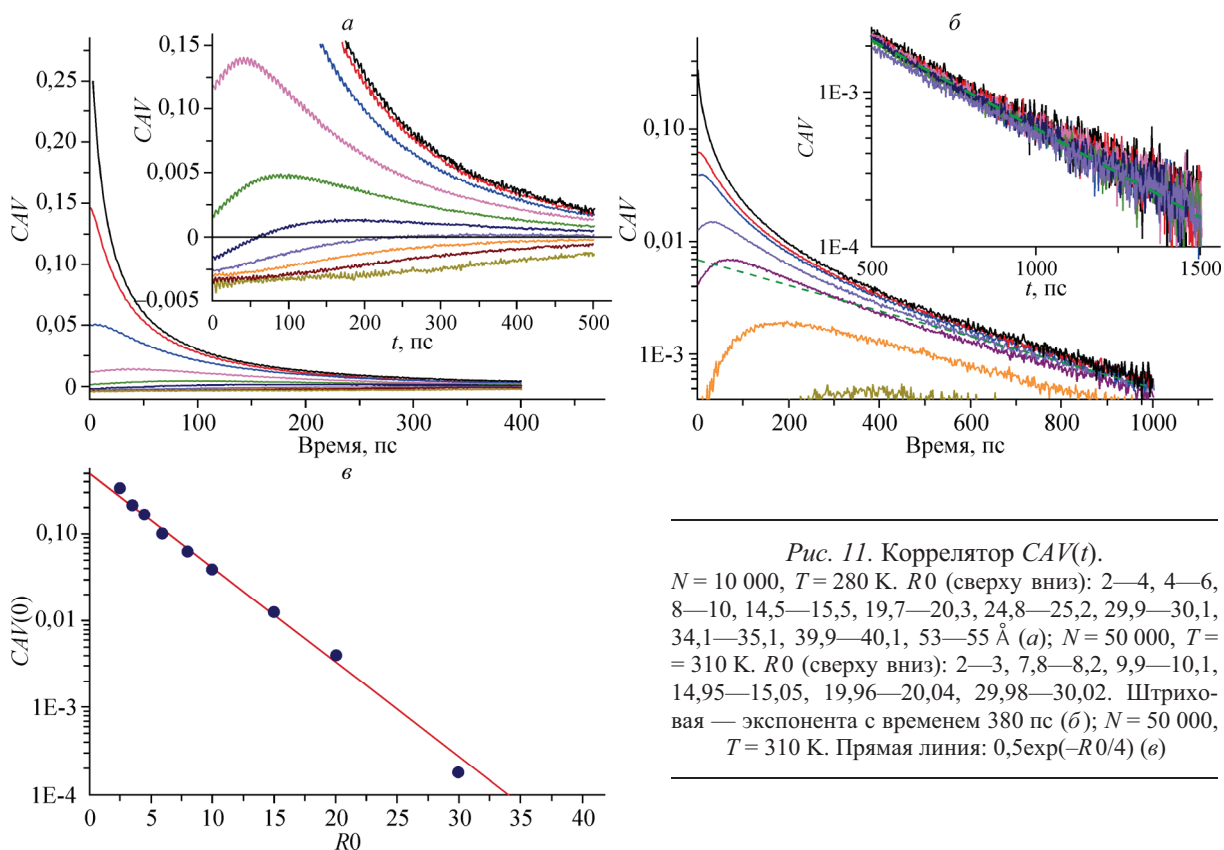 а
0,25
0,20
0,15
0,10
0,05
0
CAV
0 100 200 300 400
Время, пс
0,15
0,10
0,005
0
–0,005
CAV
0 100 200 300 400 500
t, пс
б
0,10
0,01
1E-3
CAV
0 200 400 600 800 1000
Время, пс
1E-3
1E-4
CAV
500 1000 1500
t, пс
в
0,10
0,01
1E-3
1E-4
CAV(0)
0 5 10 15 20 25 30 35 40
R0
Рис. 11. Коррелятор CAV(t).
N = 10 000, T = 280 K. R0 (сверху вниз): 2—4, 4—6,
8—10, 14,5—15,5, 19,7—20,3, 24,8—25,2, 29,9—30,1,
34,1—35,1, 39,9—40,1, 53—55 Å (а); N = 50 000, T =
= 310 K. R0 (сверху вниз): 2—3, 7,8—8,2, 9,9—10,1,
14,95—15,05, 19,96—20,04, 29,98—30,02. Штрихо-
вая — экспонента с временем 380 пс (б); N = 50 000,
T = 310 K. Прямая линия: 0,5exp(–R0/4) (в)